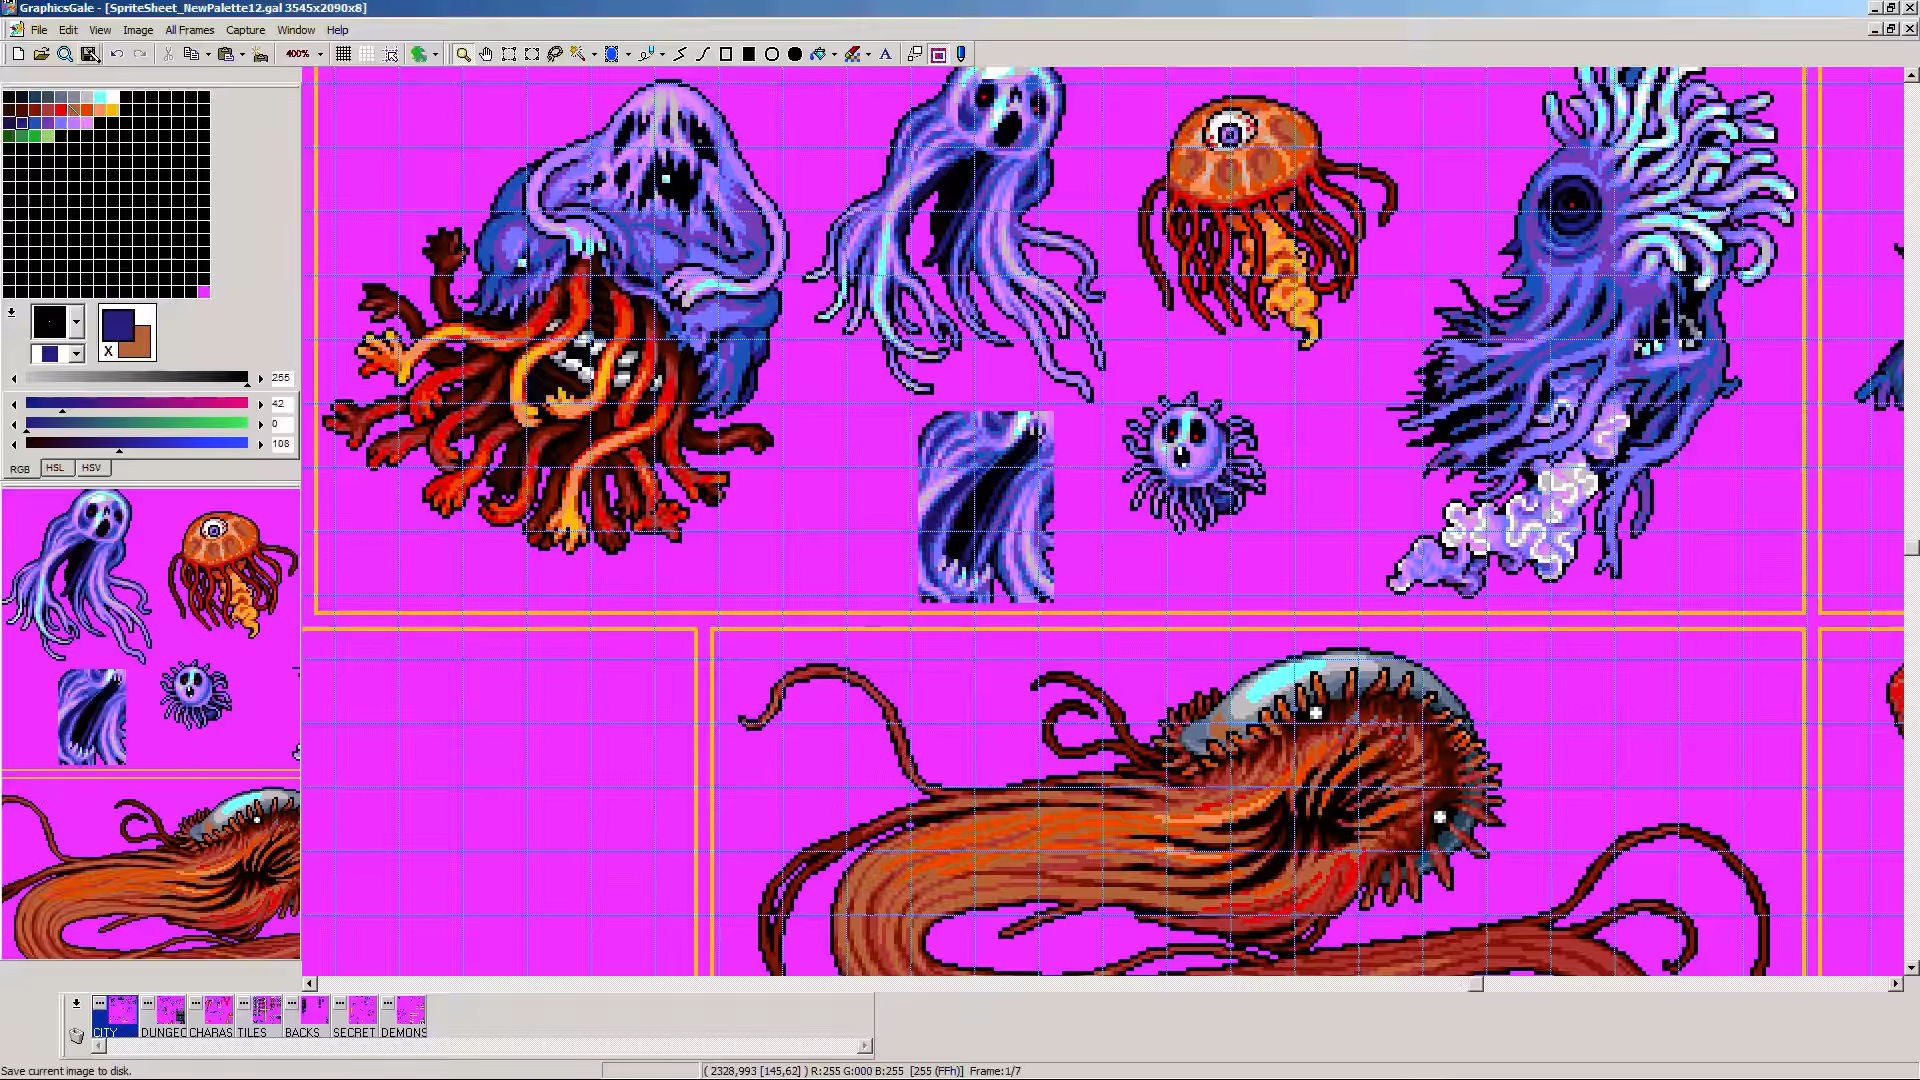 GraphicsGale - [SpriteSheet_NewPalette12.gal 3545x2090x8]
File Edit View Image All Frames Capture Window Help
400%
A
X
255
42
0
108
RGB HSL HSV
CITY DUNGEC CHARAS TILES BACKS SECRET DEMONS
Save current image to disk.
( 2328,993 [145,62] ) R:255 G:000 B:255 [255 (FFh)] Frame:1/7